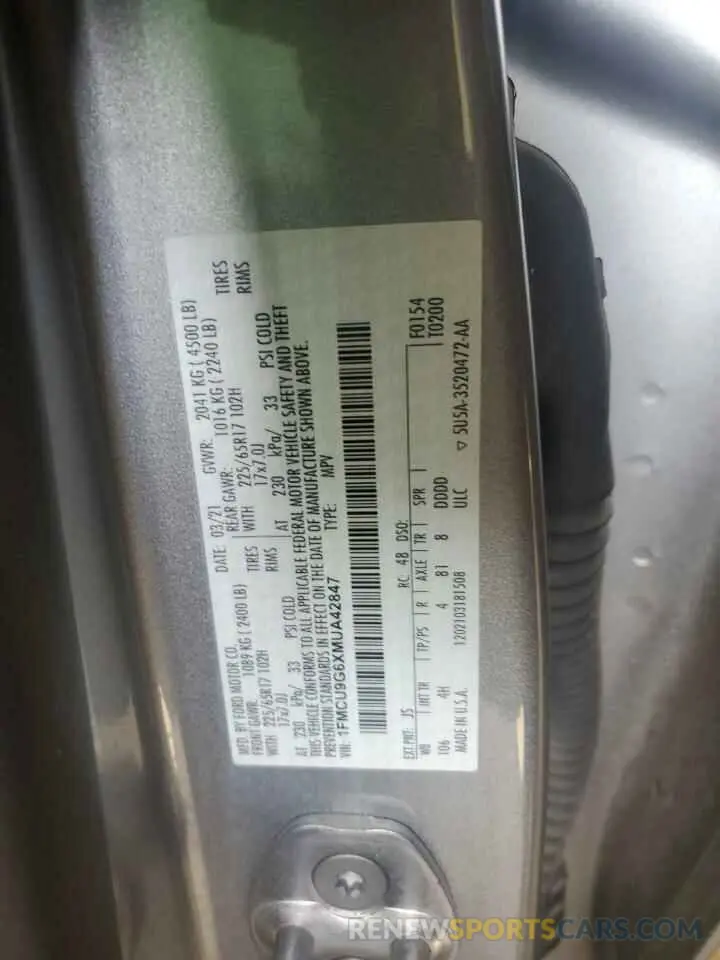 MFD. BY FORD MOTOR CO.
DATE: 03/21 GVWR: 2041 KG ( 4500 LB)
FRONT GAWR: 1089 KG ( 2400 LB) REAR GAWR: 1016 KG ( 2240 LB)
WITH 225/65R17 102H TIRES WITH 225/65R17 102H TIRES
17x7.0J RIMS 17x7.0J RIMS
AT 230 kPa/ 33 PSI COLD AT 230 kPa/ 33 PSI COLD
THIS VEHICLE CONFORMS TO ALL APPLICABLE FEDERAL MOTOR VEHICLE SAFETY AND THEFT
PREVENTION STANDARDS IN EFFECT ON THE DATE OF MANUFACTURE SHOWN ABOVE.
VIN: 1FMCU9G6XMUA42847 TYPE: MPV
EXT PNT: JS RC: 48 DSO: F0154
WB INT TR TP/PS R AXLE TR SPR T0200
106 4H 4 81 8 DDDD
MADE IN U.S.A. 1202103181508 ULC ▽ 5U5A-3520472-AA
RENEWSPORTSCARS.COM